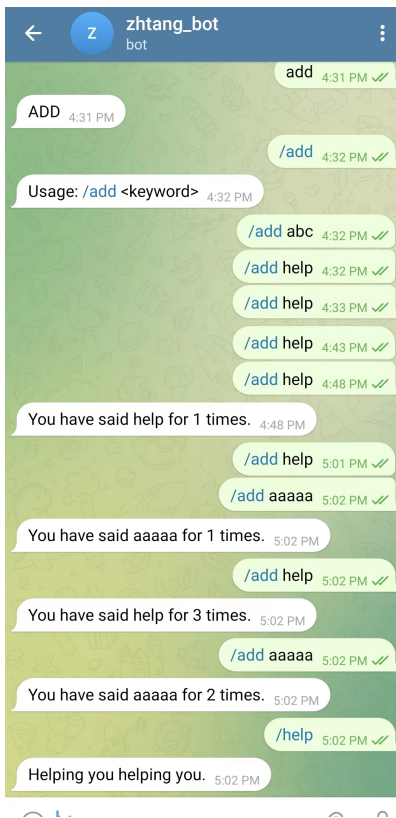 zhtang_bot
Z
bot
add 4:31 PM
ADD 4:31 PM
/add 4:32 PM
Usage: /add <keyword> 4:32 PM
/add abc 4:32 PM
/add help 4:32 PM
/add help 4:33 PM
/add help 4:43 PM
/add help 4:48 PM
You have said help for 1 times. 4:48 PM
/add help 5:01 PM
/add aaaaa 5:02 PM
You have said aaaaa for 1 times. 5:02 PM
/add help 5:02 PM
You have said help for 3 times. 5:02 PM
/add aaaaa 5:02 PM
You have said aaaaa for 2 times. 5:02 PM
/help 5:02 PM
Helping you helping you. 5:02 PM